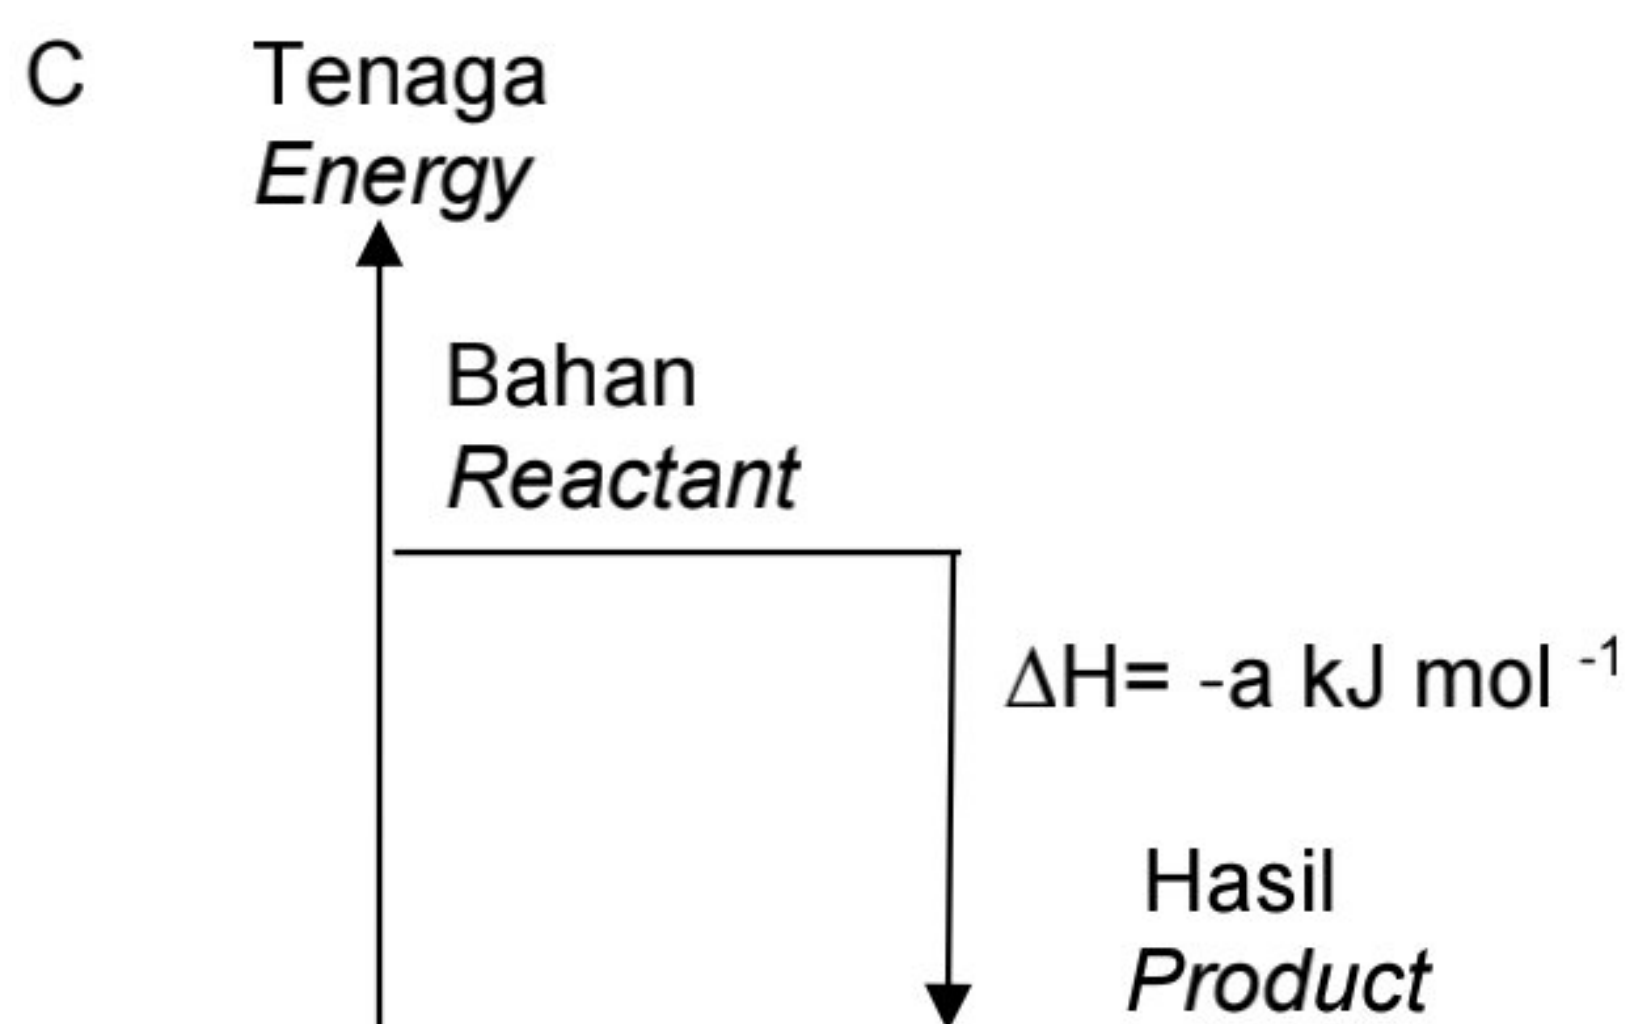 C Tenaga
Energy
Bahan
Reactant
ΔH= -a kJ mol ⁻¹
Hasil
Product